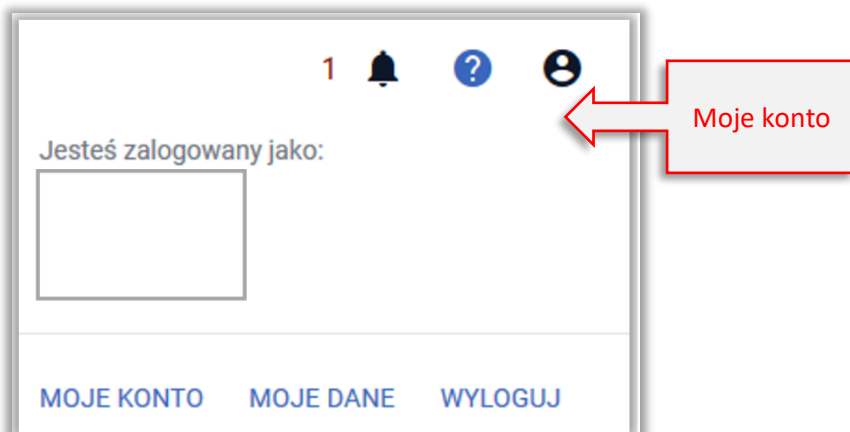 1 ?
Moje konto
Jesteś zalogowany jako:
MOJE KONTO MOJE DANE WYLOGUJ